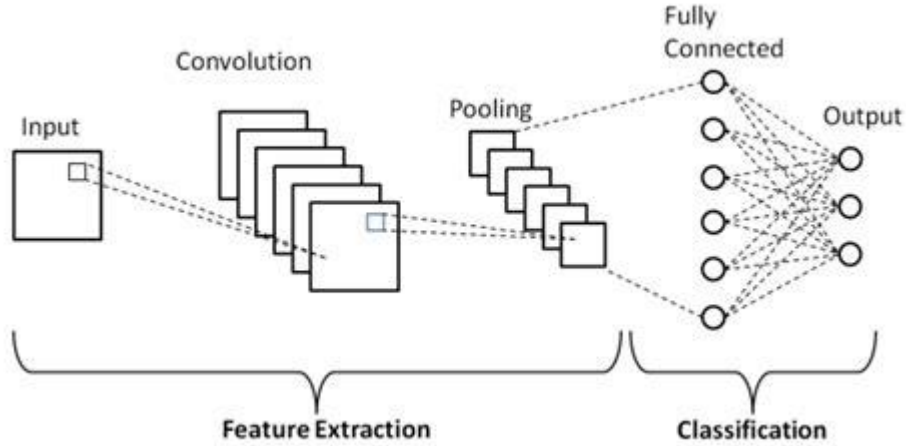 Input
Convolution
Pooling
Fully
Connected
Output
Feature Extraction
Classification